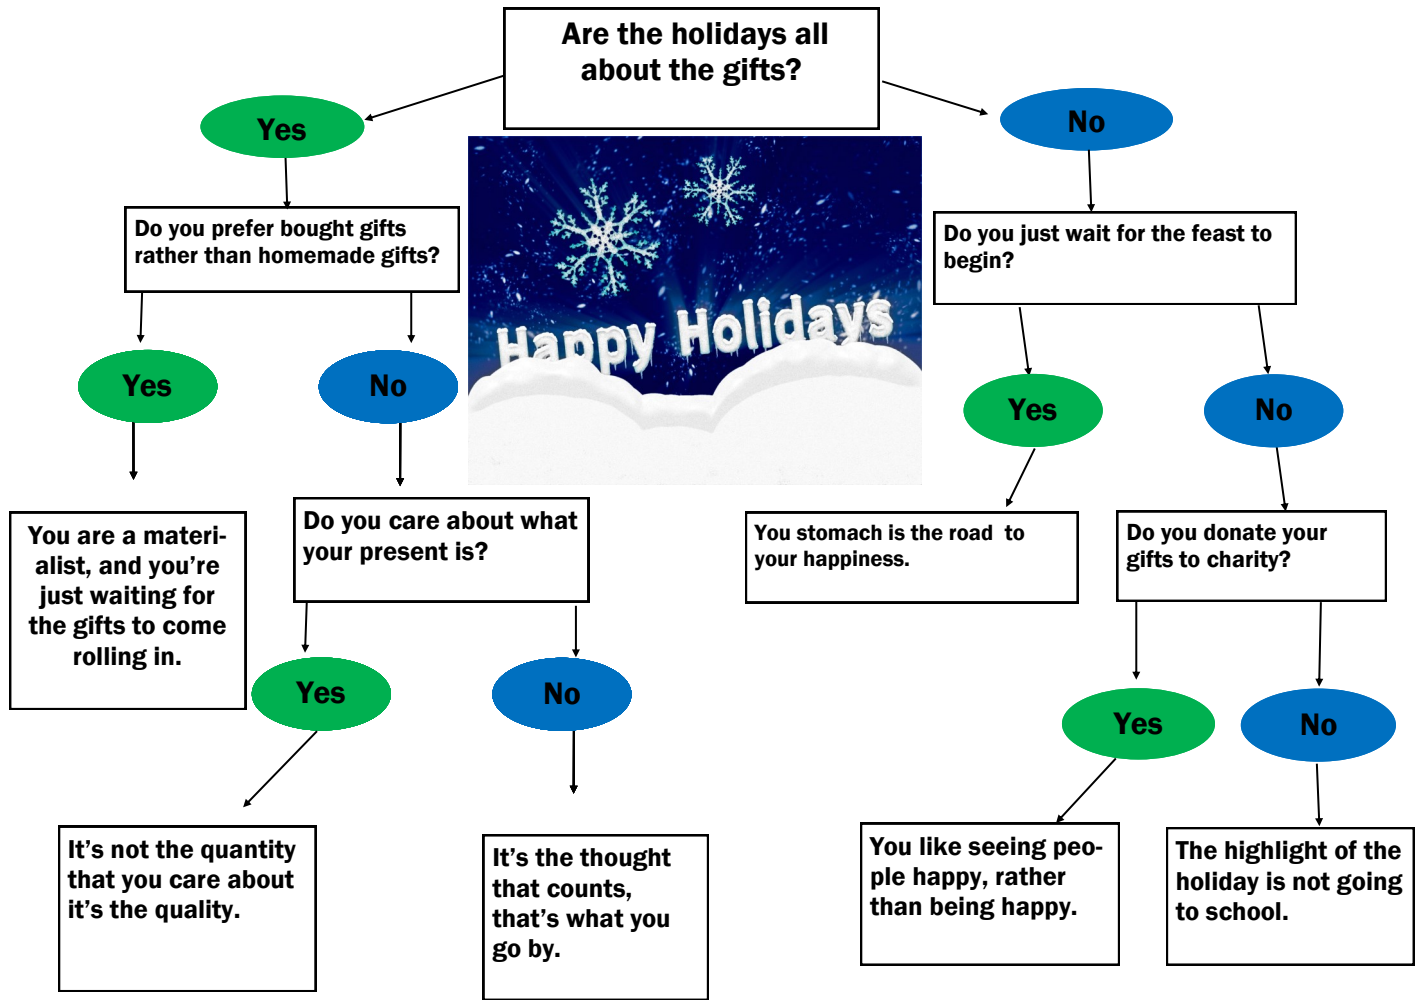 Are the holidays all
about the gifts?
Yes
No
Do you prefer bought gifts
rather than homemade gifts?
Do you just wait for the feast to
begin?
Happy Holidays
Yes
No
Yes
No
You are a materi-
alist, and you're
just waiting for
the gifts to come
rolling in.
Do you care about what
your present is?
You stomach is the road  to
your happiness.
Do you donate your
gifts to charity?
Yes
No
Yes
No
It's not the quantity
that you care about
it's the quality.
It's the thought
that counts,
that's what you
go by.
You like seeing peo-
ple happy, rather
than being happy.
The highlight of the
holiday is not going
to school.